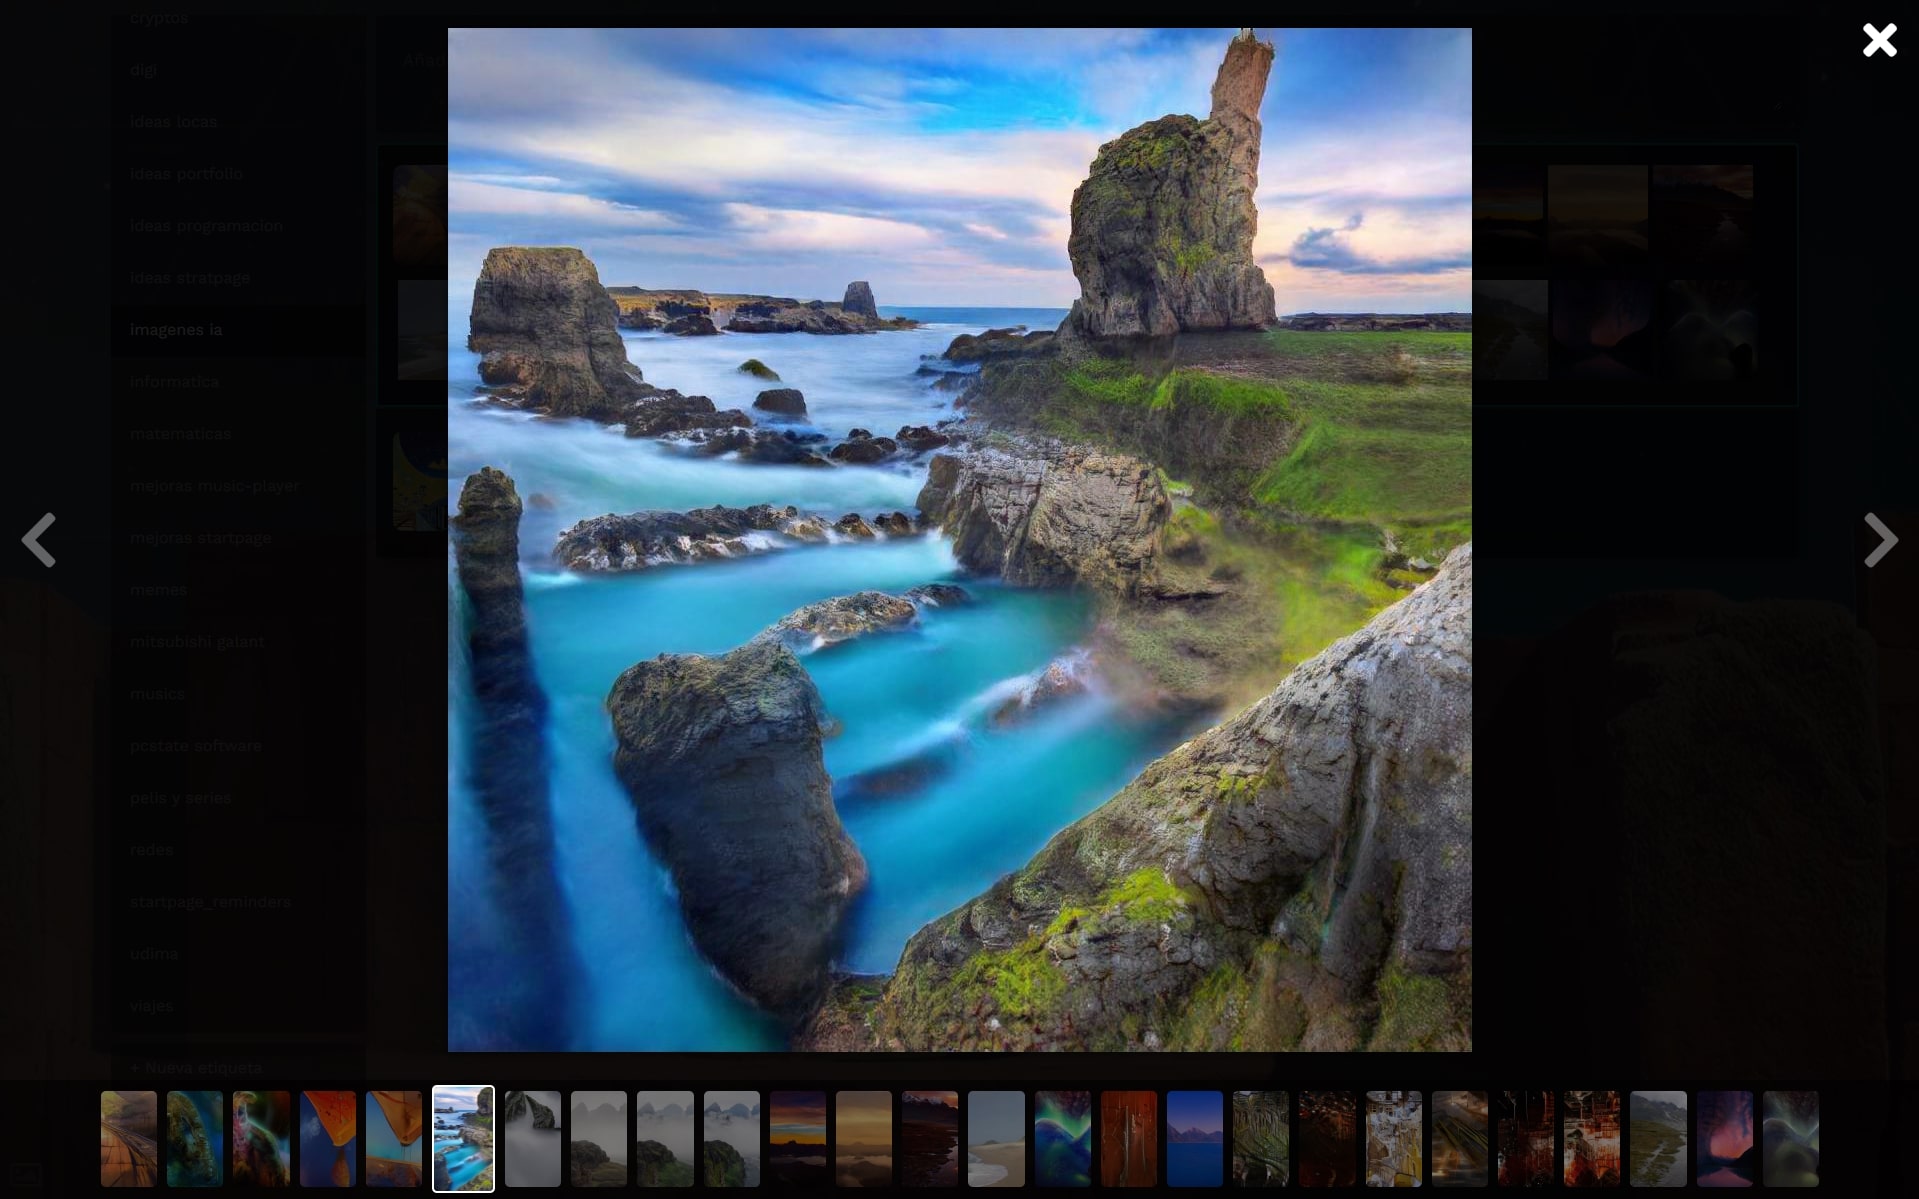 cryptos
Añad
digi
ideas locas
ideas portfolio
ideas programacion
ideas stratpage
imagenes ia
informatica
matematicas
mejoras music-player
mejoras startpage
memes
mitsubishi galant
musics
pcstate software
pelis y series
redes
startpage_reminders
udima
viajes
+ Nueva etiqueta